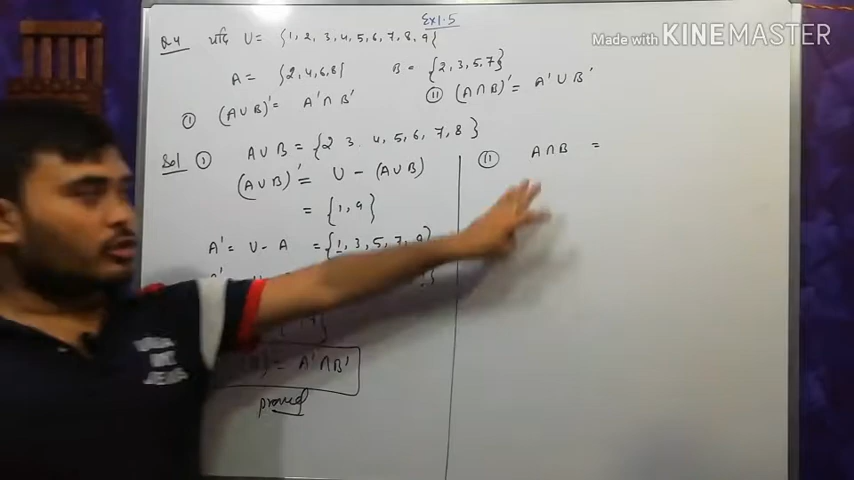 Ex 1.5
Made with KINEMASTER
Q4 यदि U = {1, 2, 3, 4, 5, 6, 7, 8, 9}
A = {2, 4, 6, 8} B = {2, 3, 5, 7}
(i) (A∪B)' = A'∩B' (ii) (A∩B)' = A'∪B'
Sol (i) A∪B = {2 3 4, 5, 6, 7, 8}
(A∪B)' = U - (A∪B)
= {1, 9}
A' = U - A = {1, 3, 5, 7, 9}
= A'∩B'
proved
(ii) A∩B =